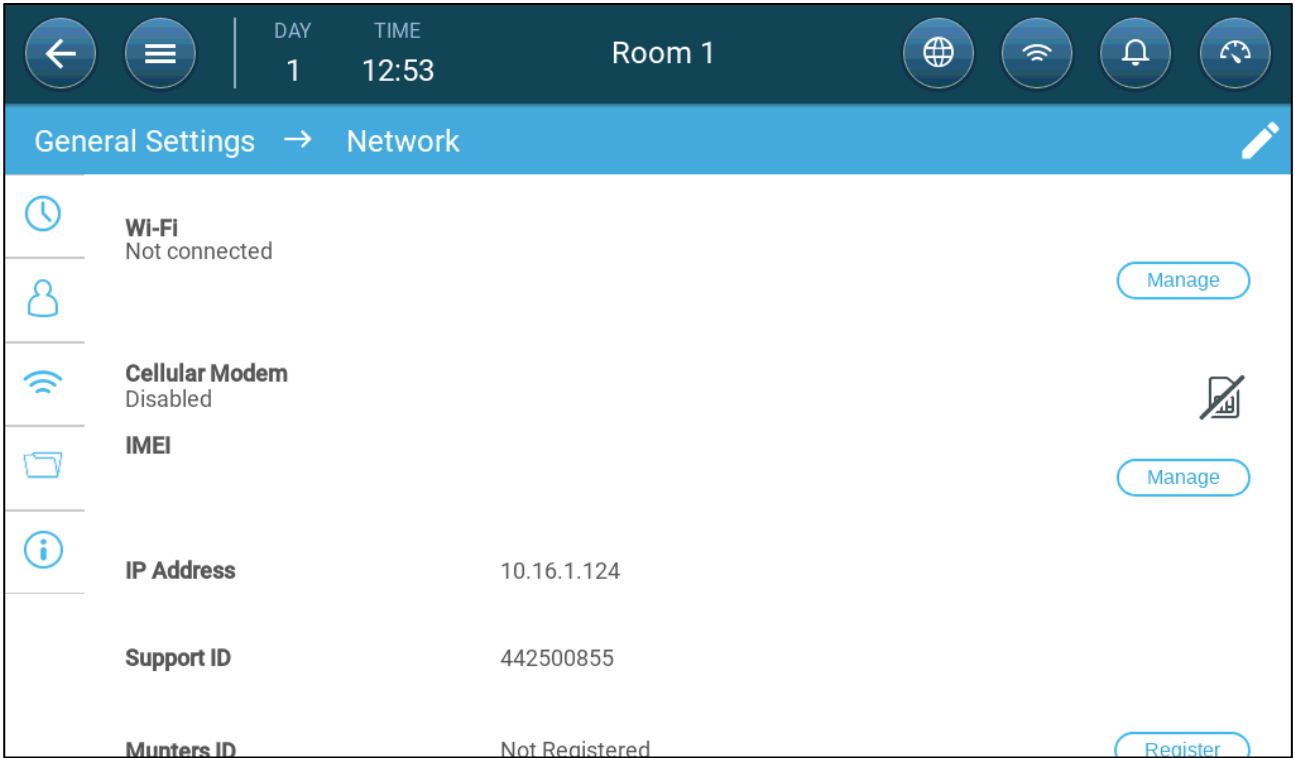 DAY TIME
1 12:53 Room 1
General Settings → Network
Wi-Fi
Not connected
Manage
Cellular Modem
Disabled
IMEI
Manage
IP Address 10.16.1.124
Support ID 442500855
Munters ID Not Registered Register